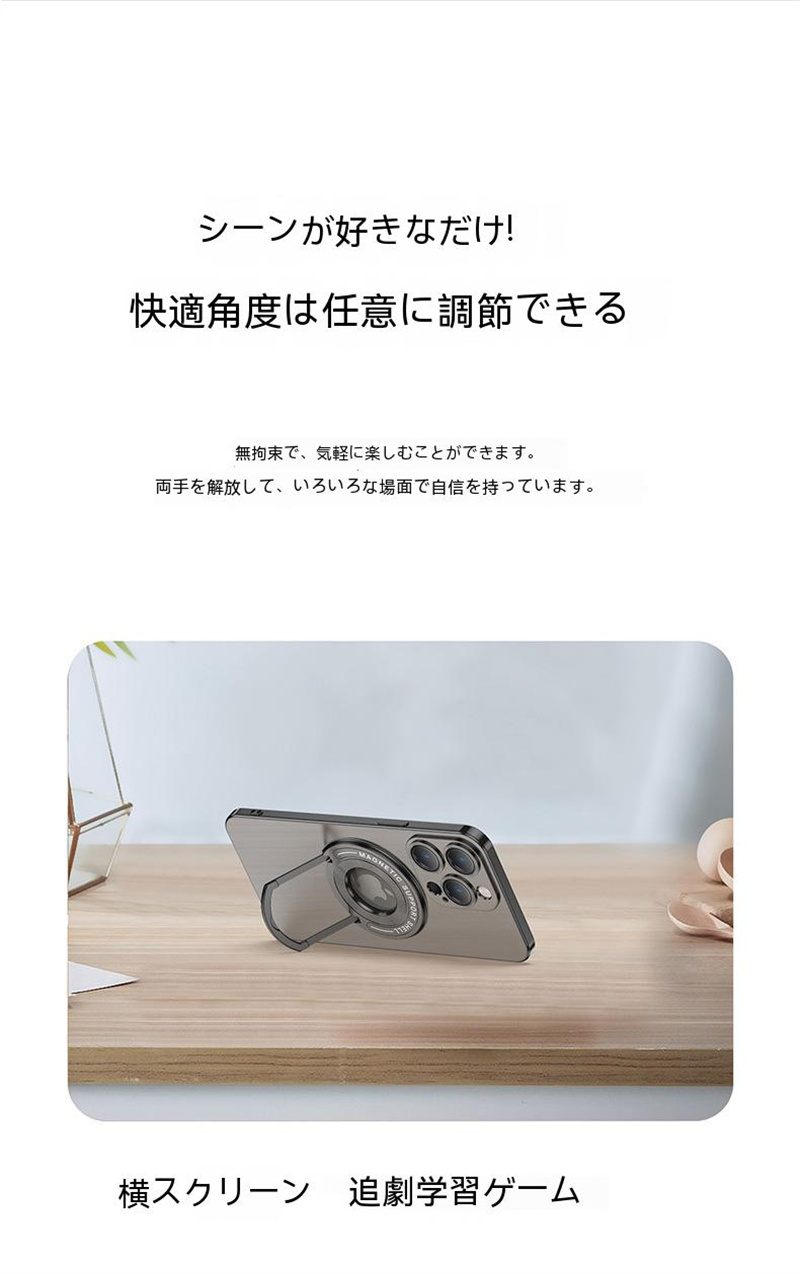 シーンが好きなだけ!
快適角度は任意に調節できる
無拘束で、気軽に楽しむことができます。
両手を解放して、いろいろな場面で自信を持っています。
MAGNETIC SUPPORT SHELL
横スクリーン 追劇学習ゲーム